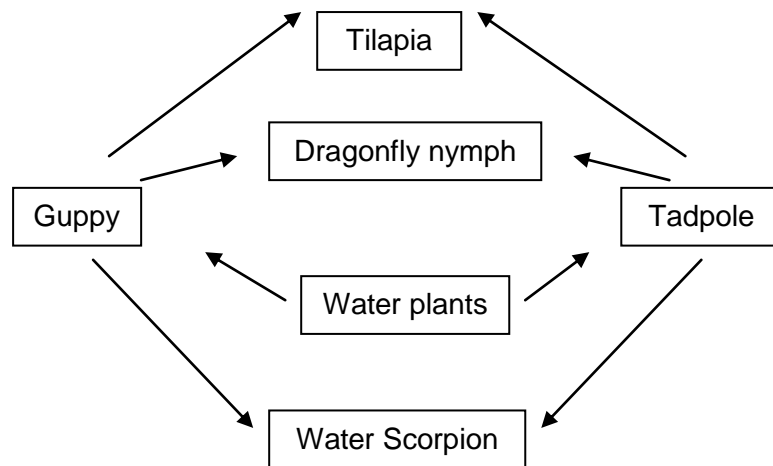 Tilapia
Dragonfly nymph
Guppy
Tadpole
Water plants
Water Scorpion